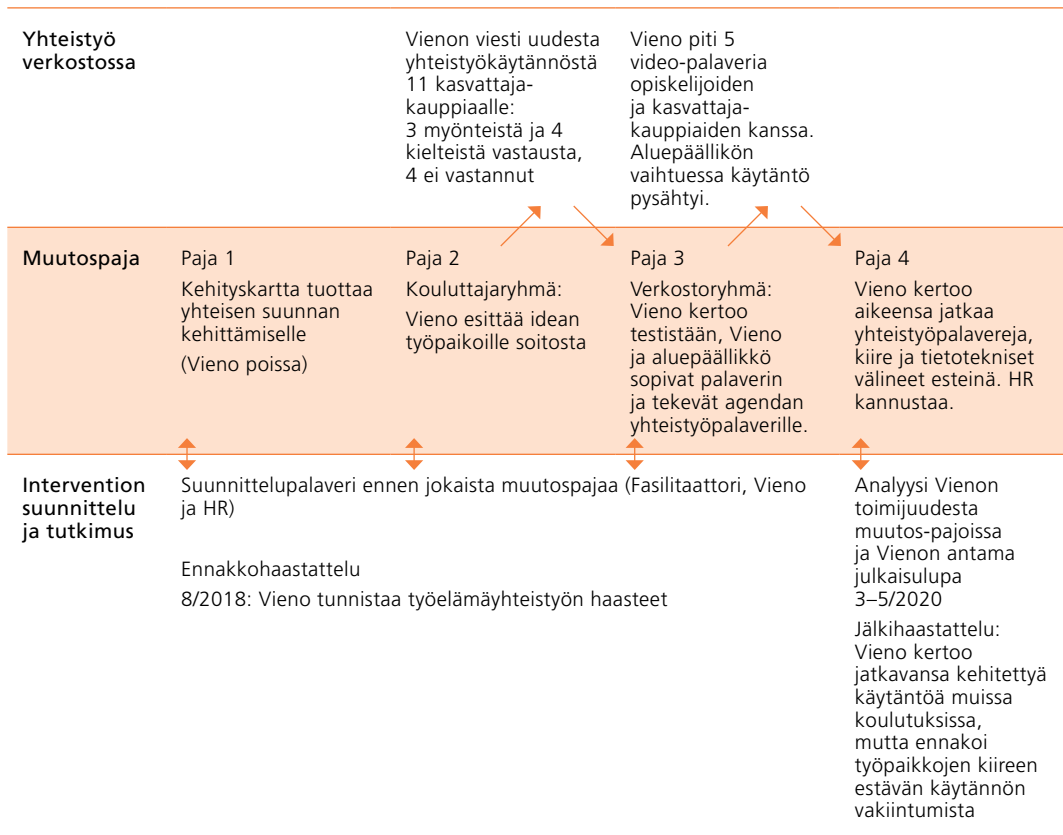 Yhteistyö
verkostossa
Vienon viesti uudesta
yhteistyökäytännöstä
11 kasvattaja-
kauppiaalle:
3 myönteistä ja 4
kielteistä vastausta,
4 ei vastannut
Vieno piti 5
video-palaveria
opiskelijoiden
ja kasvattaja-
kauppiaiden kanssa.
Aluepäällikön
vaihtuessa käytäntö
pysähtyi.
Muutospaja
Paja 1
Kehityskartta tuottaa
yhteisen suunnan
kehittämiselle
(Vieno poissa)
Paja 2
Kouluttajaryhmä:
Vieno esittää idean
työpaikoille soitosta
Paja 3
Verkostoryhmä:
Vieno kertoo
testistään, Vieno
ja aluepäällikkö
sopivat palaverin
ja tekevät agendan
yhteistyöpalaverille.
Paja 4
Vieno kertoo
aikeensa jatkaa
yhteistyöpalavereja,
kiire ja tietotekniset
välineet esteinä. HR
kannustaa.
Intervention
suunnittelu
ja tutkimus
Suunnittelupalaveri ennen jokaista muutospajaa (Fasilitaattori, Vieno
ja HR)
Ennakkohaastattelu
8/2018: Vieno tunnistaa työelämäyhteistyön haasteet
Analyysi Vienon
toimijuudesta
muutos-pajoissa
ja Vienon antama
julkaisulupa
3–5/2020
Jälkihaastattelu:
Vieno kertoo
jatkavansa kehitettyä
käytäntöä muissa
koulutuksissa,
mutta ennakoi
työpaikkojen kiireen
estävän käytännön
vakiintumista